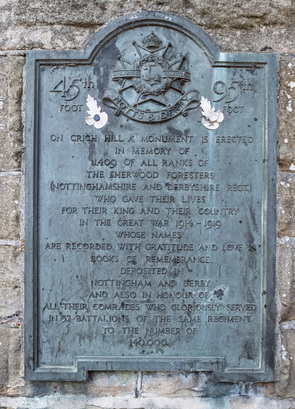 NOTTS & DERBY
45th 95th
FOOT FOOT
ON CRICH HILL A MONUMENT IS ERECTED
IN MEMORY OF
11409 OF ALL RANKS OF
THE SHERWOOD FORESTERS
(NOTTINGHAMSHIRE AND DERBYSHIRE REGT)
WHO GAVE THEIR LIVES
FOR THEIR KING AND THEIR COUNTRY
IN THE GREAT WAR 1914-1919
WHOSE NAMES
ARE RECORDED WITH GRATITUDE AND LOVE IN
BOOKS OF REMEMBRANCE
DEPOSITED IN
NOTTINGHAM AND DERBY
AND ALSO IN HONOUR OF
ALL THEIR COMRADES WHO GLORIOUSLY SERVED
IN 32 BATTALIONS OF THE SAME REGIMENT
TO THE NUMBER OF
140,000.